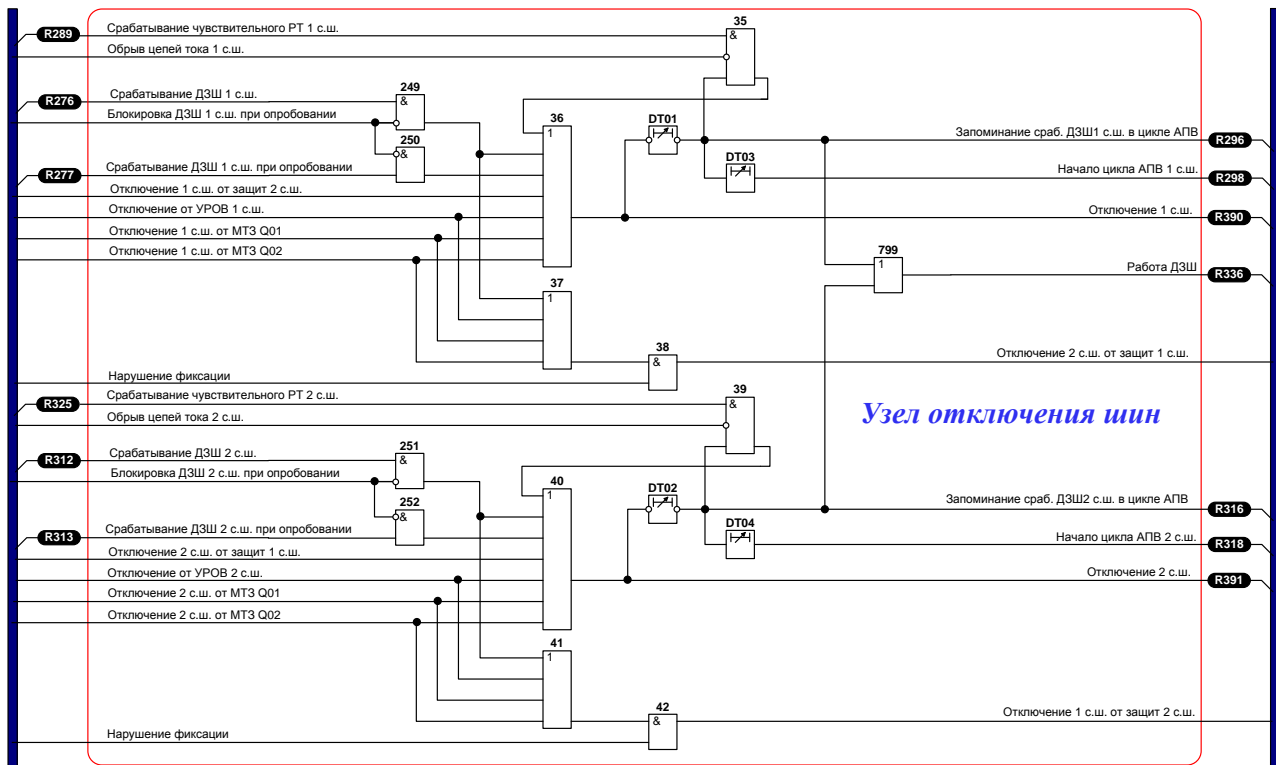 35
Срабатывание чувствительного РТ 1 с.ш.
R289
&
Обрыв цепей тока 1 с.ш.
249
Срабатывание ДЗШ 1 с.ш.
R276
&
Блокировка ДЗШ 1 с.ш. при опробовании
36
DT01
1
Запоминание сраб. ДЗШ1 с.ш. в цикле АПВ
R296
250
&
DT03
Срабатывание ДЗШ 1 с.ш. при опробовании
R277
Начало цикла АПВ 1 с.ш.
R298
Отключение 1 с.ш. от защит 2 с.ш.
Отключение от УРОВ 1 с.ш.
Отключение 1 с.ш.
R390
Отключение 1 с.ш. от МТЗ Q01
Отключение 1 с.ш. от МТЗ Q02
799
1
Работа ДЗШ
R336
37
1
38
&
Отключение 2 с.ш. от защит 1 с.ш.
Нарушение фиксации
39
Срабатывание чувствительного РТ 2 с.ш.
R325
&
Обрыв цепей тока 2 с.ш.
Узел отключения шин
251
Срабатывание ДЗШ 2 с.ш.
R312
&
Блокировка ДЗШ 2 с.ш. при опробовании
40
DT02
1
Запоминание сраб. ДЗШ2 с.ш. в цикле АПВ
R316
252
&
DT04
Срабатывание ДЗШ 2 с.ш. при опробовании
R313
Начало цикла АПВ 2 с.ш.
R318
Отключение 2 с.ш. от защит 1 с.ш.
Отключение от УРОВ 2 с.ш.
Отключение 2 с.ш.
R391
Отключение 2 с.ш. от МТЗ Q01
Отключение 2 с.ш. от МТЗ Q02
41
1
42
&
Отключение 1 с.ш. от защит 2 с.ш.
Нарушение фиксации